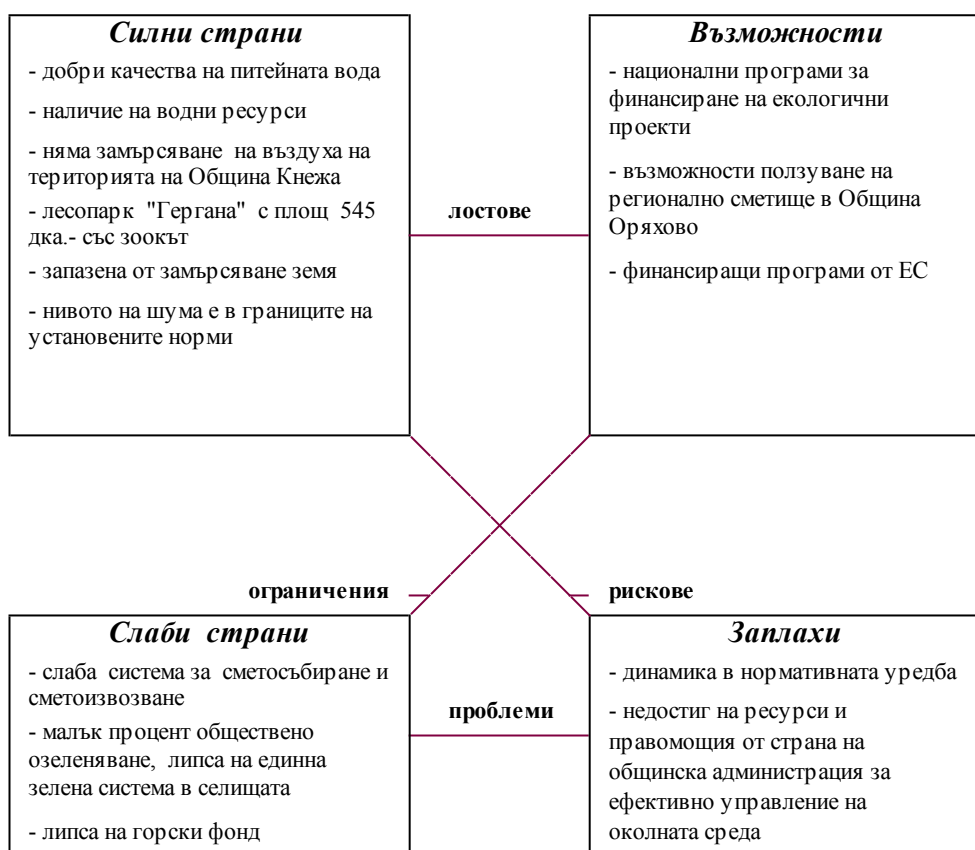 Силни страни
- добри качества на питейната вода
- наличие на водни ресурси
- няма замърсяване на въздуха на
територията на Община Кнежа
- лесопарк "Гергана" с площ 545
дка.- със зоокът
- запазена от замърсяване земя
- нивото на шума е в границите на
установените норми
лостове
Възможности
- национални програми за
финансиране на екологични
проекти
- възможности ползуване на
регионално сметище в Община
Оряхово
- финансиращи програми от ЕС
ограничения
рискове
Слаби страни
- слаба система за сметосъбиране и
сметоизвозване
- малък процент обществено
озеленяване, липса на единна
зелена система в селищата
- липса на горски фонд
проблеми
Заплахи
- динамика в нормативната уредба
- недостиг на ресурси и
правомощия от страна на
общинска администрация за
ефективно управление на
околната среда